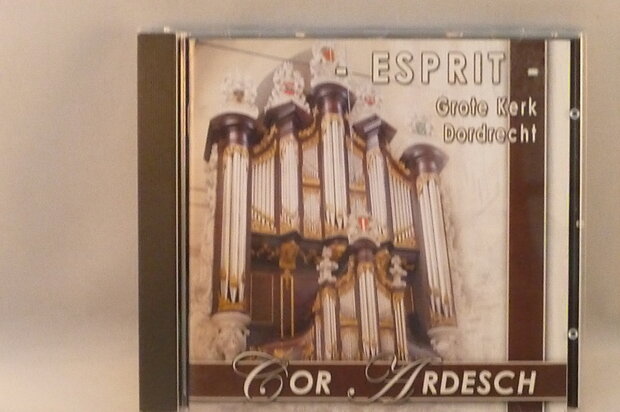 - ESPRIT -
Grote Kerk
Dordrecht
COR ARDESCH